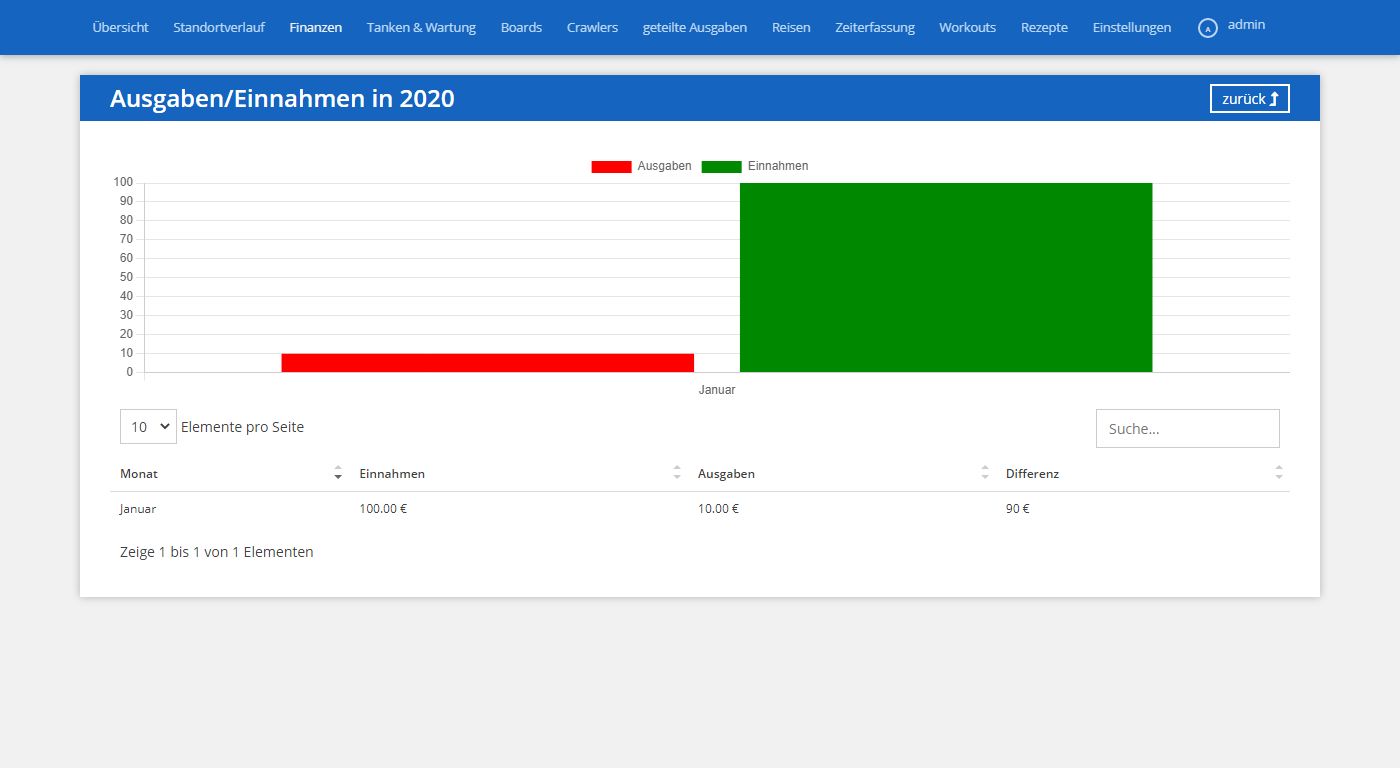 Übersicht Standortverlauf Finanzen Tanken & Wartung Boards Crawlers geteilte Ausgaben Reisen Zeiterfassung Workouts Rezepte Einstellungen A admin
Ausgaben/Einnahmen in 2020 zurück
Ausgaben Einnahmen
100
90
80
70
60
50
40
30
20
10
0
Januar
10 Elemente pro Seite Suche...
Monat Einnahmen Ausgaben Differenz
Januar 100.00 € 10.00 € 90 €
Zeige 1 bis 1 von 1 Elementen